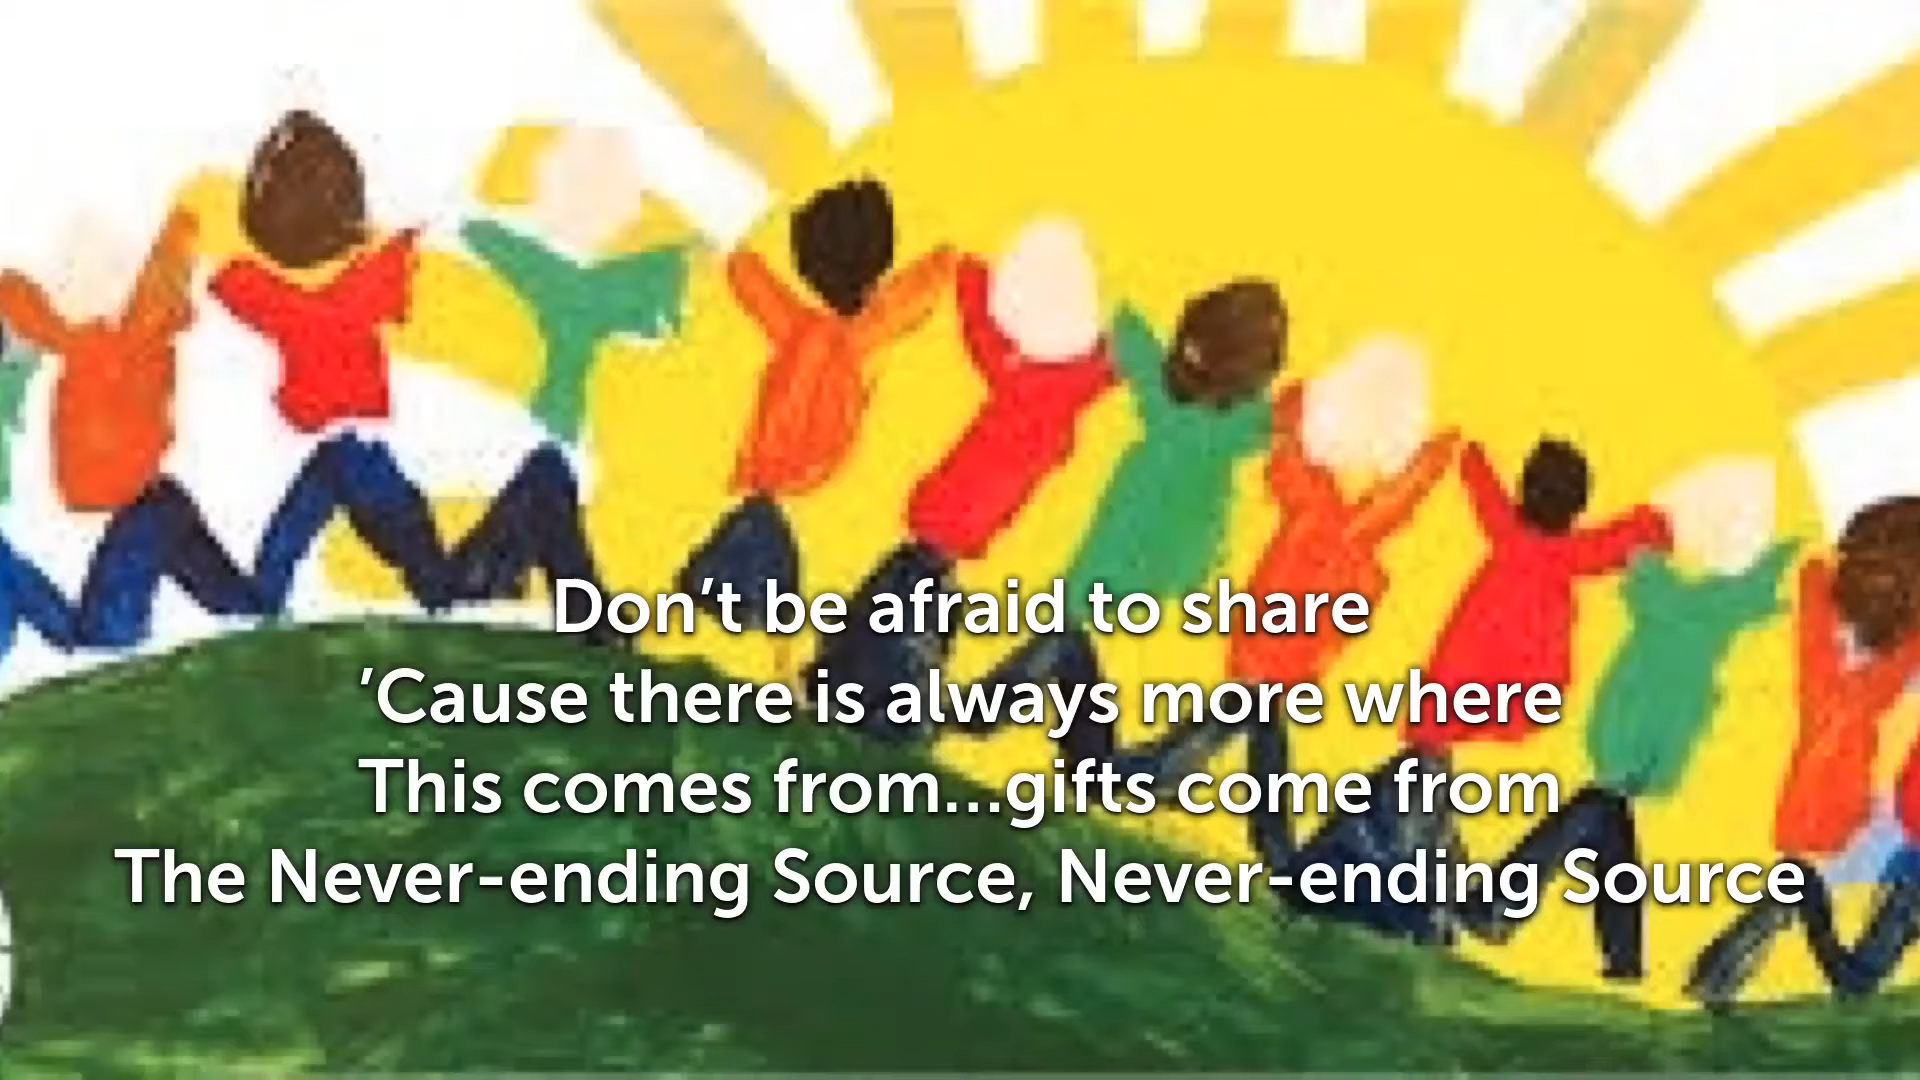 Don’t be afraid to share
’Cause there is always more where
This comes from...gifts come from
The Never-ending Source, Never-ending Source